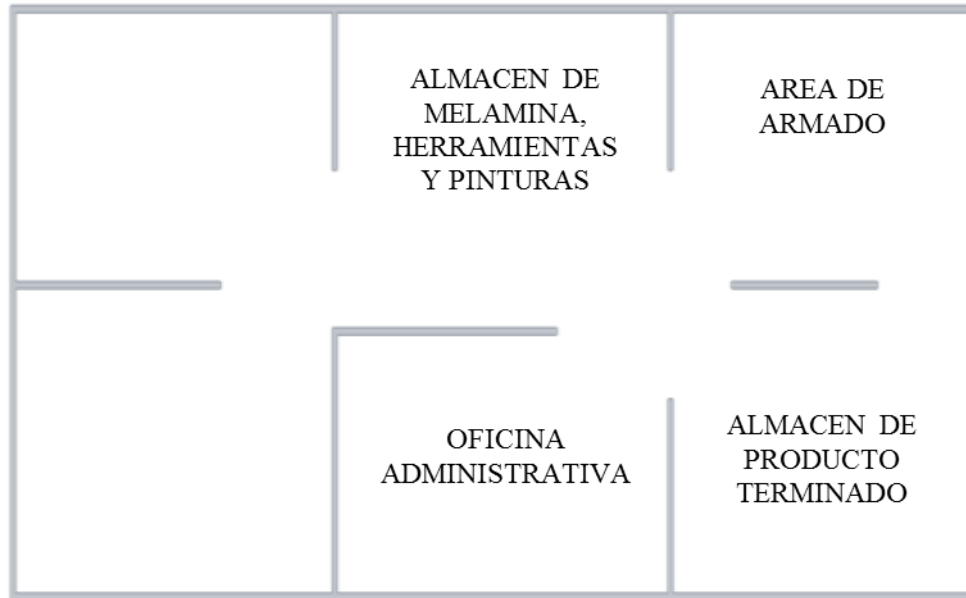 ALMACEN DE
MELAMINA,
HERRAMIENTAS
Y PINTURAS
AREA DE
ARMADO
OFICINA
ADMINISTRATIVA
ALMACEN DE
PRODUCTO
TERMINADO